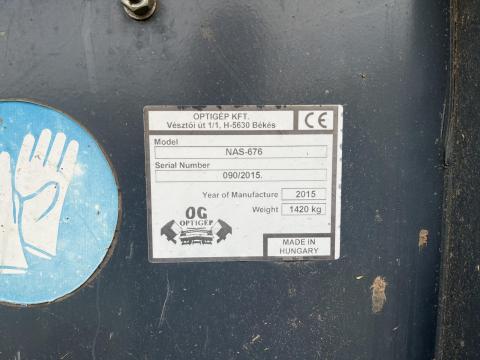 OPTIGÉP KFT.
Vésztői út 1/1, H-5630 Békés
CE
Model
NAS-676
Serial Number
090/2015.
Year of Manufacture 2015
Weight 1420 kg
OG
OPTIGÉP
MADE IN
HUNGARY